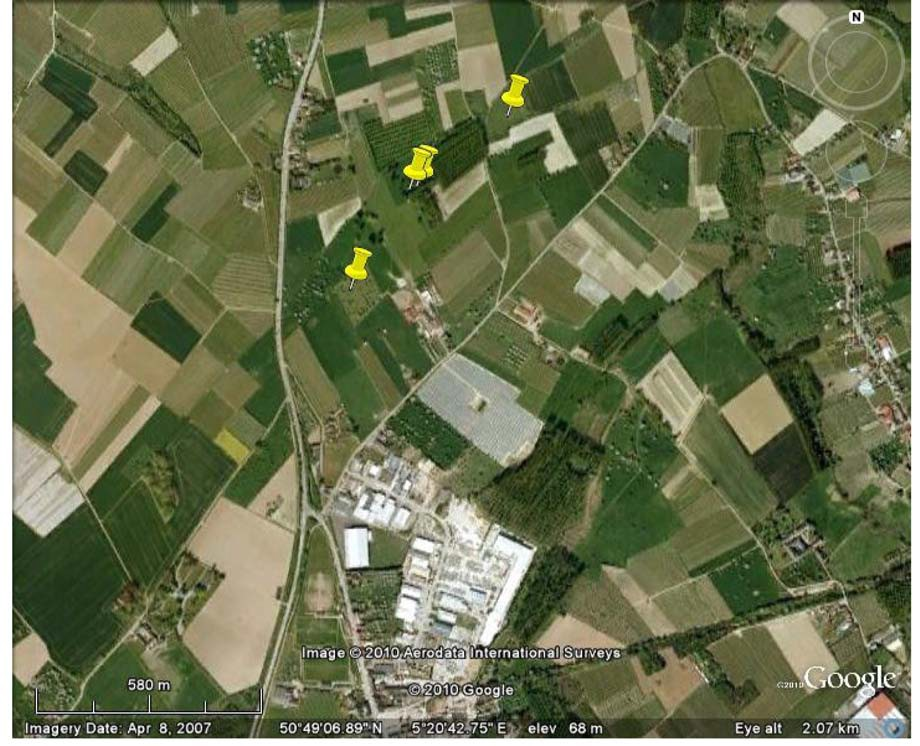 N
Image © 2010 Aerodata International Surveys
580 m
©2010 Google
© 2010 Google
Imagery Date: Apr 8, 2007 50°49'06.89" N 5°20'42.75" E elev 68 m Eye alt 2.07 km